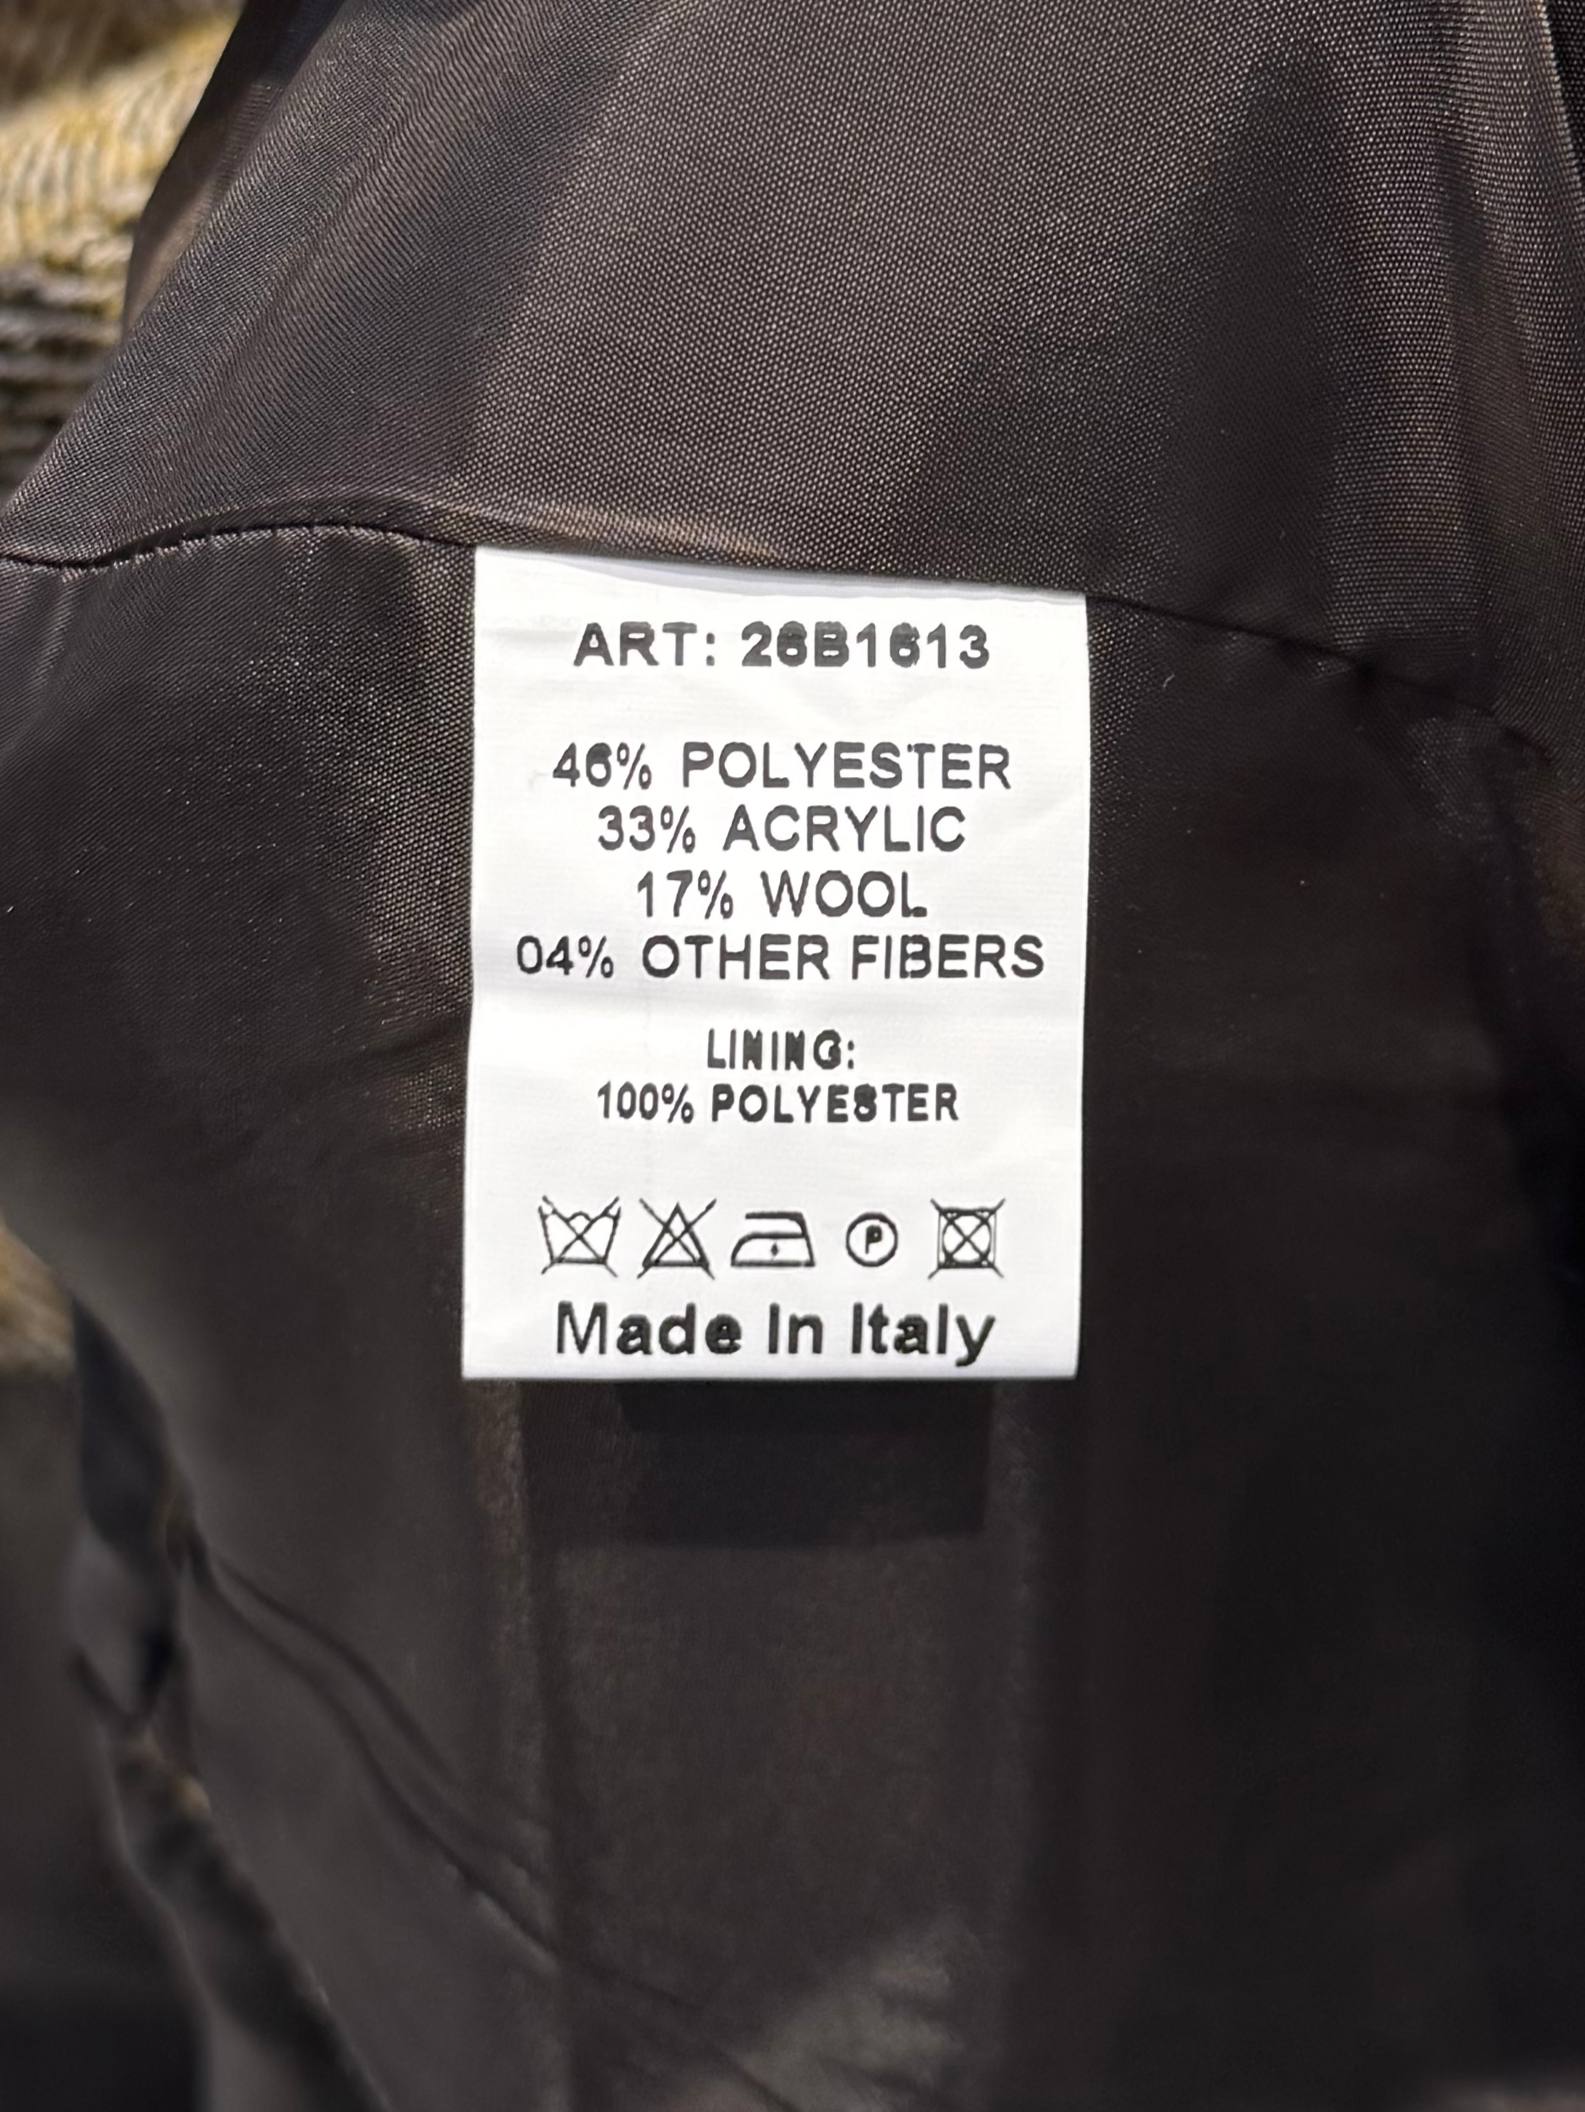 ART: 26B1613
46% POLYESTER
33% ACRYLIC
17% WOOL
04% OTHER FIBERS
LINING:
100% POLYESTER
P
Made In Italy